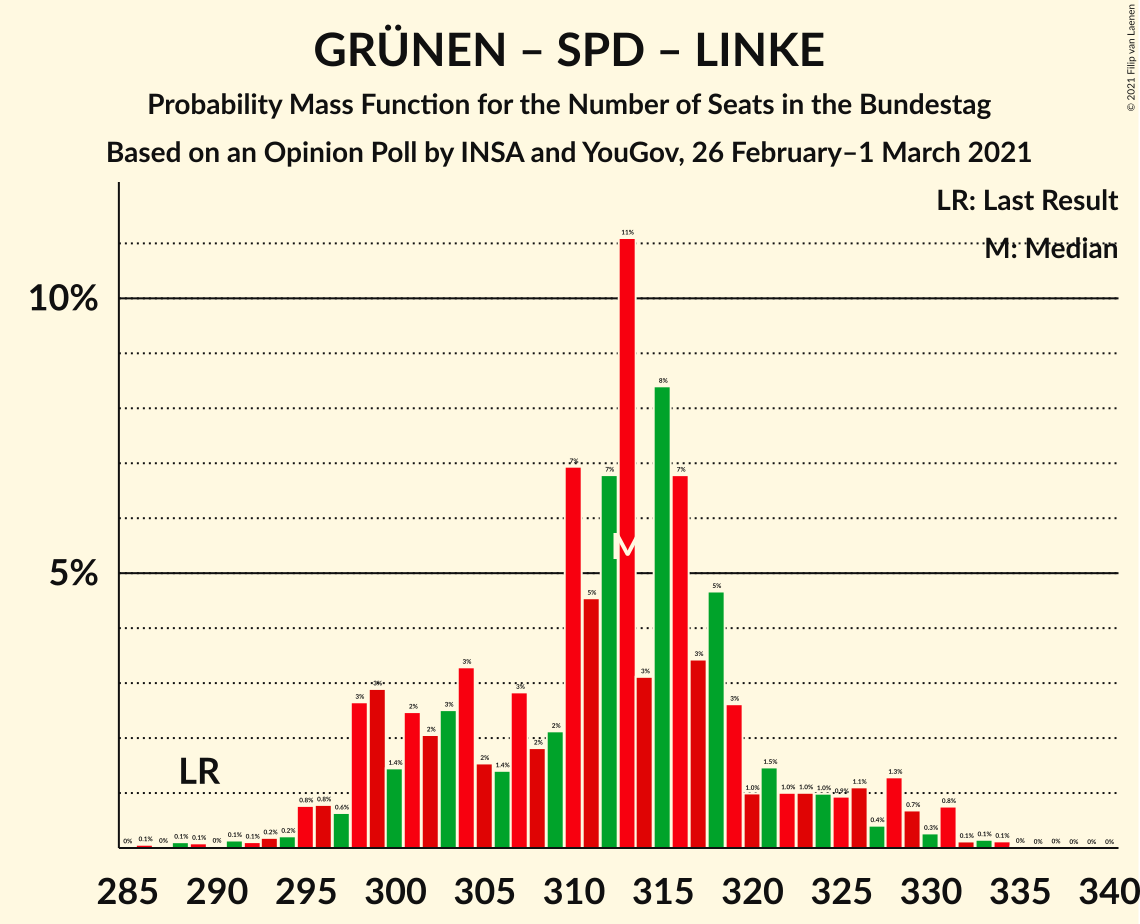 GRÜNEN – SPD – LINKE
Probability Mass Function for the Number of Seats in the Bundestag
Based on an Opinion Poll by INSA and YouGov, 26 February–1 March 2021
© 2021 Filip van Laenen
LR: Last Result
M: Median
10%
5%
LR
M
0% 0.1% 0% 0.1% 0.1% 0% 0.1% 0.1% 0.2% 0.2% 0.8% 0.8% 0.6% 3% 3% 1.4% 2% 2% 3% 3% 2% 1.4% 3% 2% 2% 7% 5% 7% 11% 3% 8% 7% 3% 5% 3% 1.0% 1.5% 1.0% 1.0% 1.0% 0.9% 1.1% 0.4% 1.3% 0.7% 0.3% 0.8% 0.1% 0.1% 0.1% 0% 0% 0% 0% 0% 0%
285 290 295 300 305 310 315 320 325 330 335 340